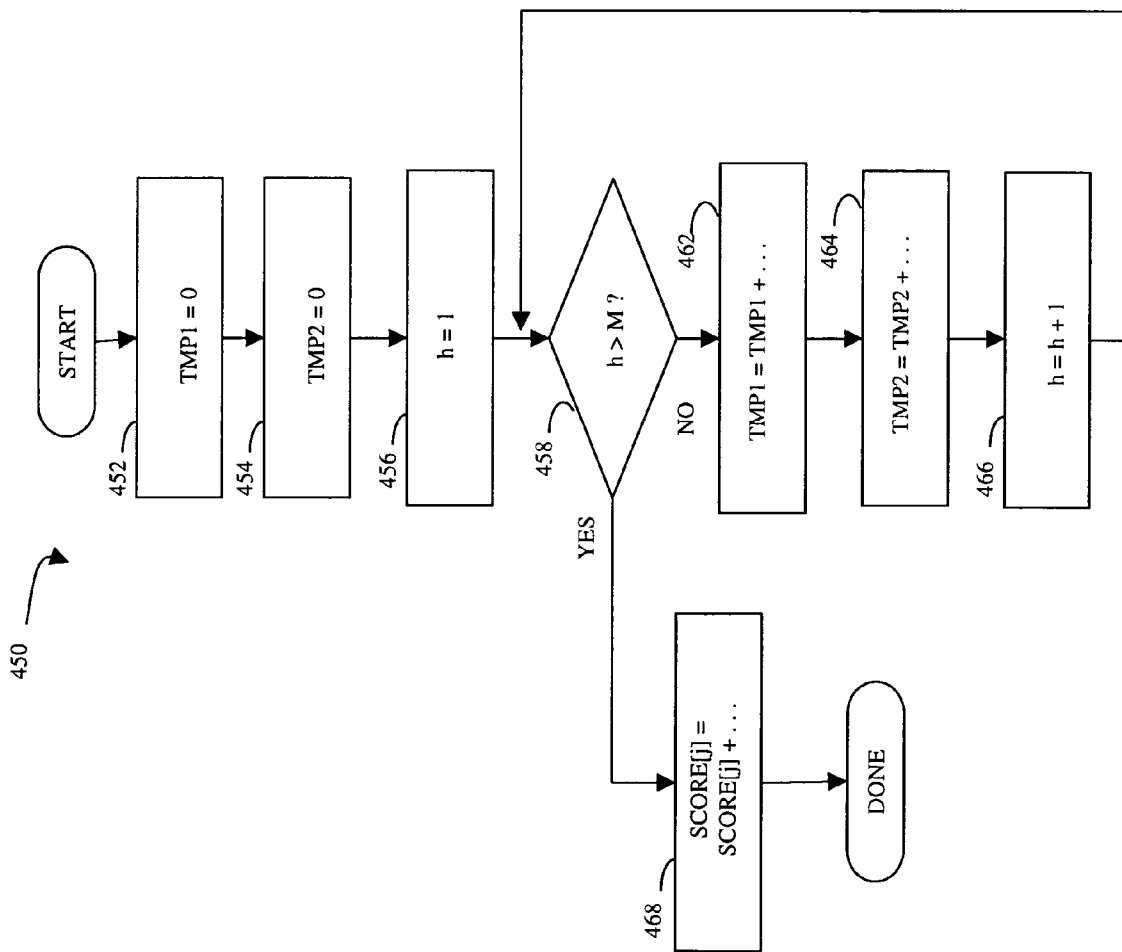 450
START
452
TMP1 = 0
454
TMP2 = 0
456
h = 1
458
h > M ?
YES
NO
462
TMP1 = TMP1 + . . .
464
TMP2 = TMP2 + . . .
466
h = h + 1
468
SCORE[j] =
SCORE[j] + . . .
DONE